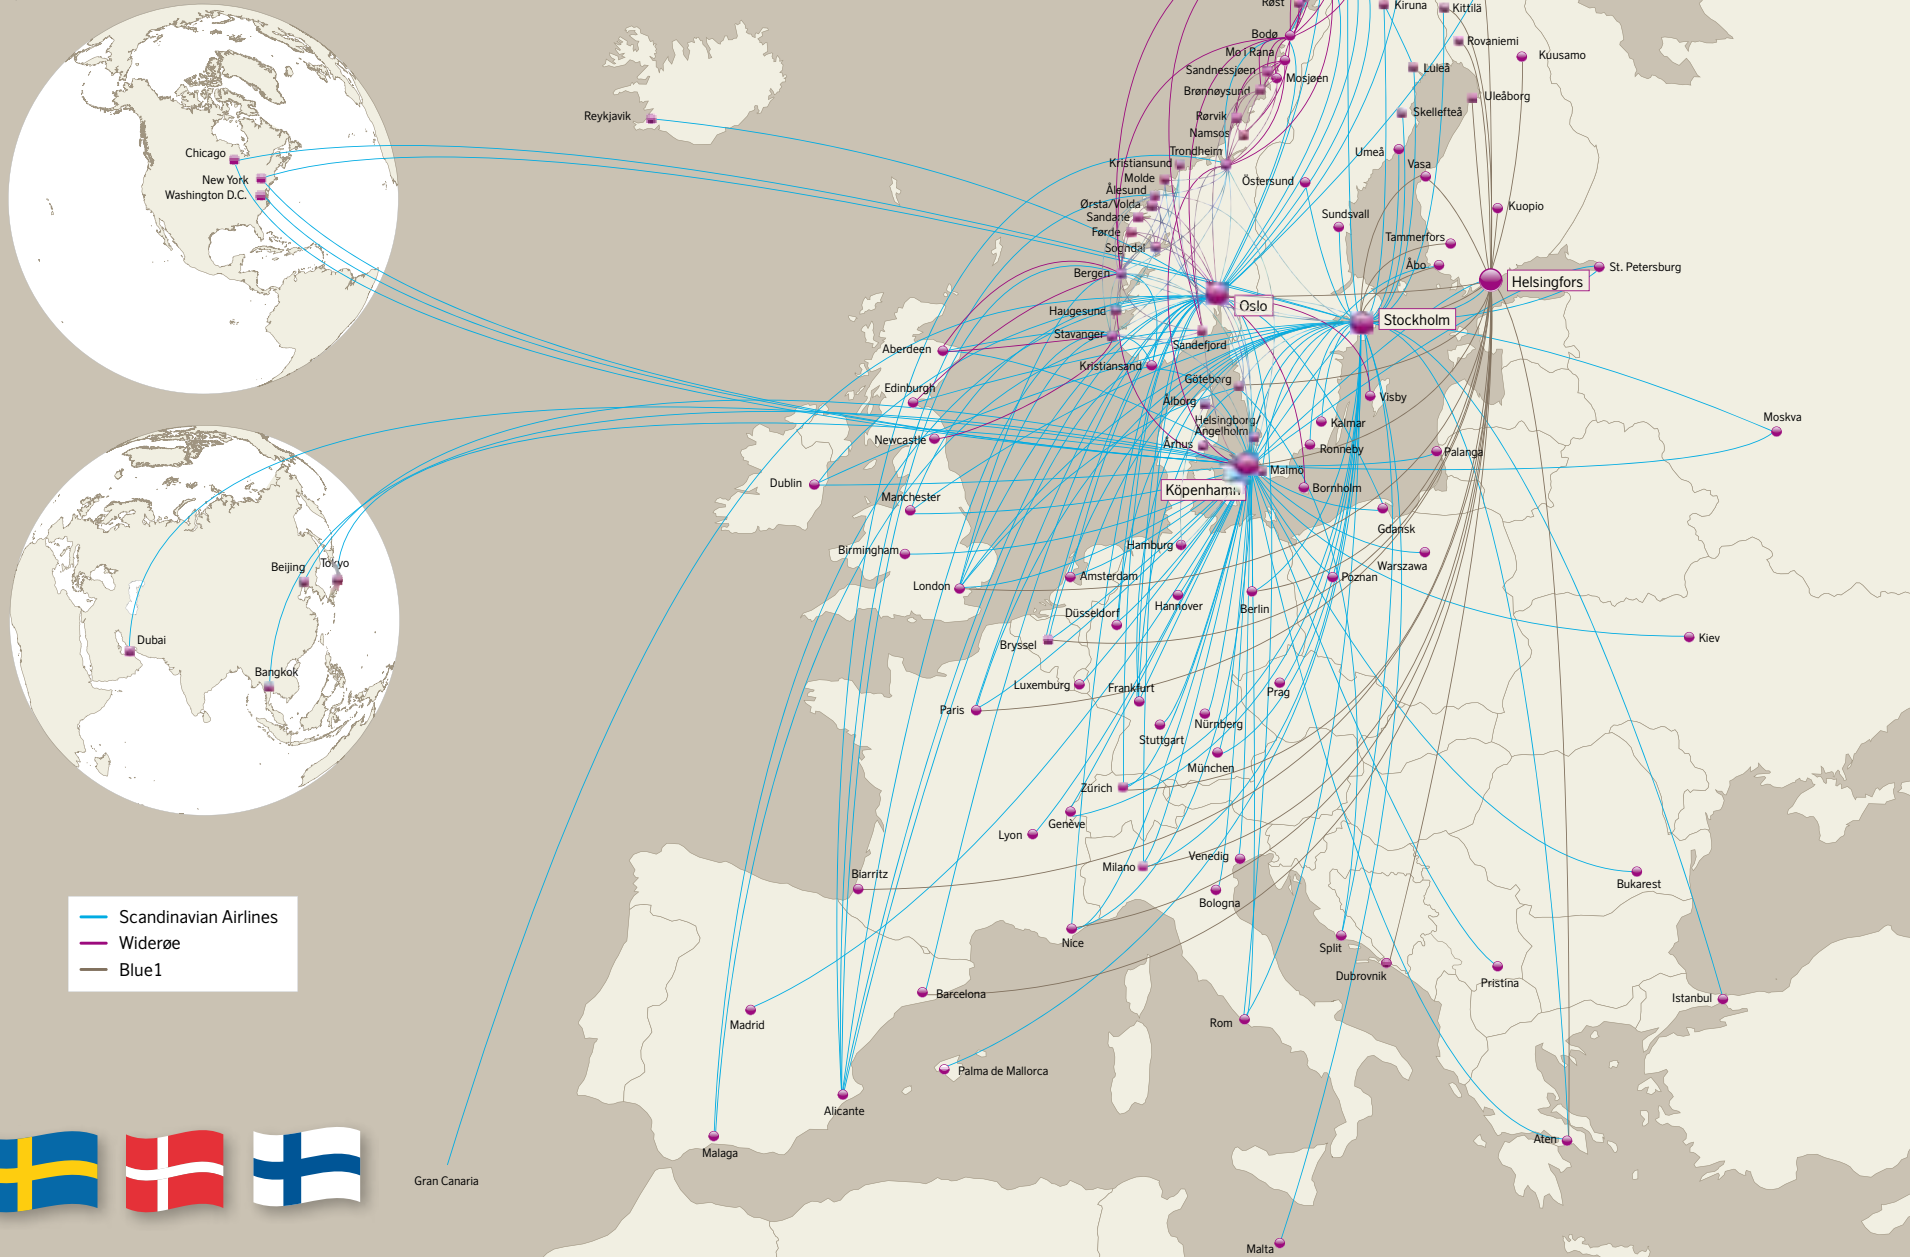 Røst
Kiruna
Kittilä
Bodø
Rovaniemi
Mo i Rana
Kuusamo
Sandnessjøen
Mosjøen
Luleå
Brønnøysund
Uleåborg
Reykjavik
Rørvik
Skellefteå
Namsos
Chicago
Trondheim
Umeå
Kristiansund
Vasa
New York
Molde
Östersund
Washington D.C.
Ålesund
Ørsta/Volda
Kuopio
Sandane
Sundsvall
Førde
Tammerfors
Sogndal
Åbo
St. Petersburg
Bergen
Helsingfors
Oslo
Haugesund
Stockholm
Stavanger
Sandefjord
Aberdeen
Kristiansand
Göteborg
Edinburgh
Visby
Ålborg
Moskva
Helsingborg/
Ängelholm
Kalmar
Newcastle
Århus
Ronneby
Palanga
Malmö
Dublin
Köpenhamn
Bornholm
Manchester
Gdansk
Hamburg
Birmingham
Warszawa
Beijing
Tokyo
Amsterdam
Poznan
London
Hannover
Berlin
Düsseldorf
Dubai
Bryssel
Kiev
Bangkok
Luxemburg
Frankfurt
Prag
Paris
Nürnberg
Stuttgart
München
Zürich
Genève
Lyon
Venedig
Milano
Biarritz
Bukarest
Bologna
Scandinavian Airlines
Widerøe
Blue1
Nice
Split
Dubrovnik
Pristina
Barcelona
Istanbul
Madrid
Rom
Palma de Mallorca
Alicante
Aten
Malaga
Gran Canaria
Malta